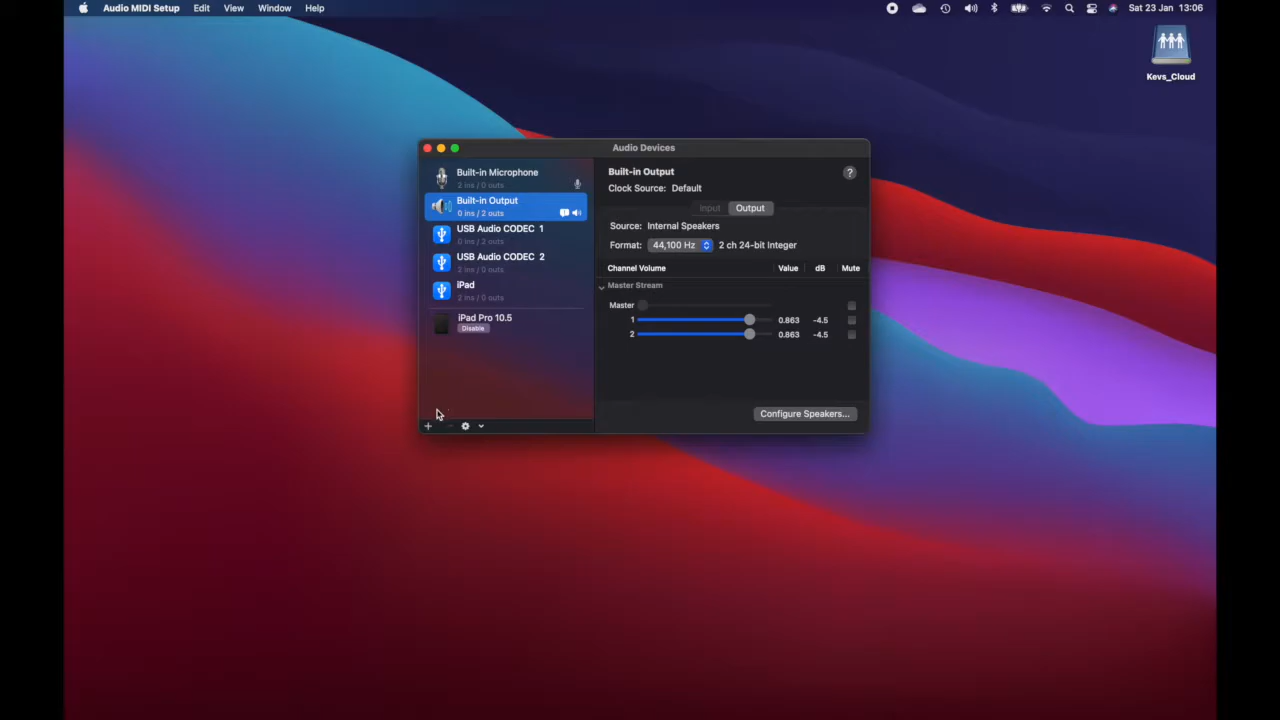 Audio MIDI Setup Edit View Window Help
Sat 23 Jan 13:06
Kevs_Cloud
Audio Devices
Built-in Microphone
2 ins / 0 outs
Built-in Output
0 ins / 2 outs
USB Audio CODEC 1
0 ins / 2 outs
USB Audio CODEC 2
2 ins / 0 outs
iPad
2 ins / 0 outs
iPad Pro 10.5
Disable
Built-in Output
?
Clock Source: Default
Input Output
Source: Internal Speakers
Format: 44,100 Hz 2 ch 24-bit Integer
Channel Volume Value dB Mute
Master Stream
Master
1 0.863 -4.5
2 0.863 -4.5
Configure Speakers...